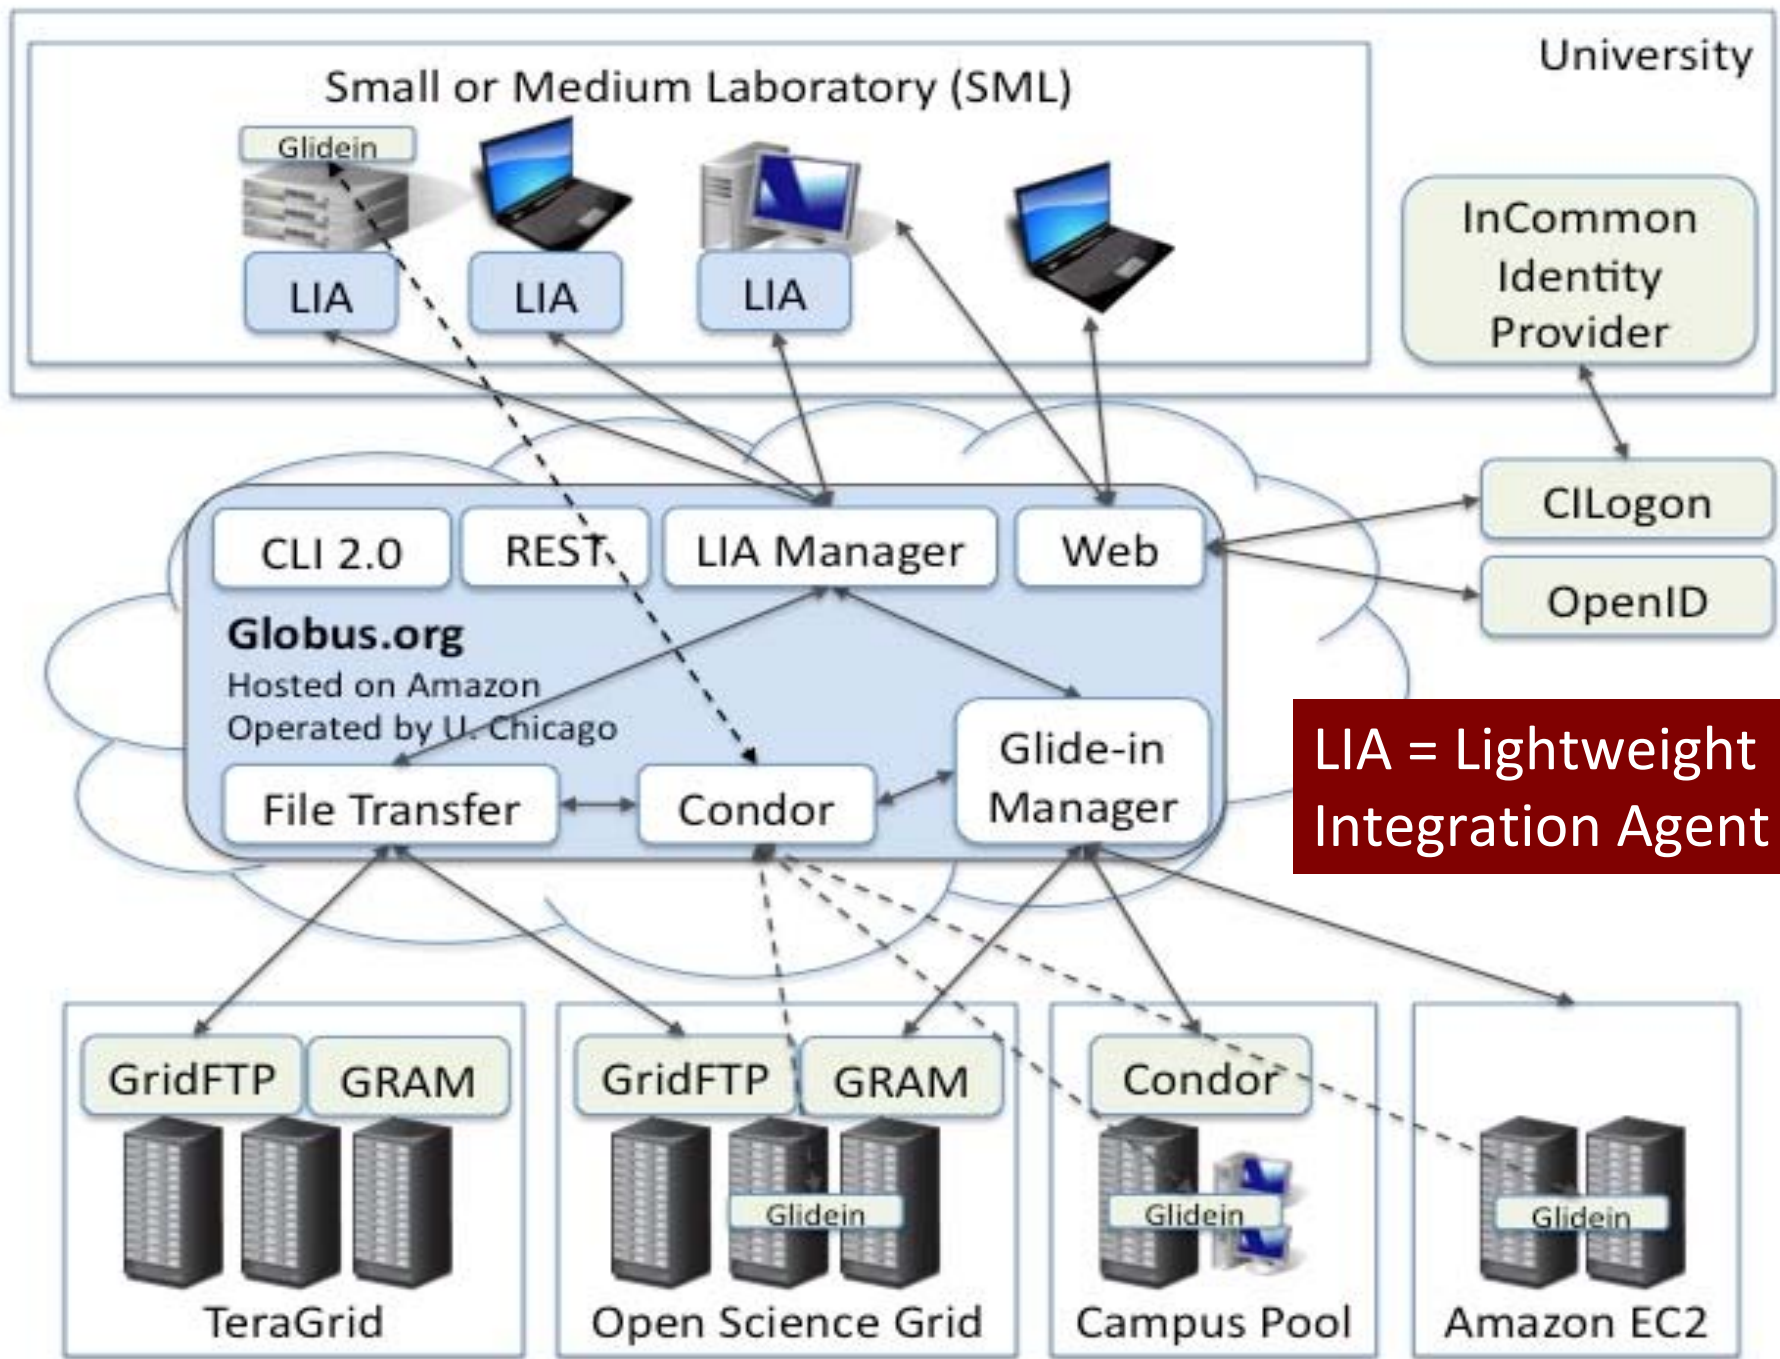 University
Small or Medium Laboratory (SML)
Glidein
LIA
LIA
LIA
InCommon
Identity
Provider
CLI 2.0
REST
LIA Manager
Web
CILogon
OpenID
Globus.org
Hosted on Amazon
Operated by U. Chicago
File Transfer
Condor
Glide-in
Manager
LIA = Lightweight
Integration Agent
GridFTP
GRAM
GridFTP
GRAM
Condor
Glidein
Glidein
Glidein
TeraGrid
Open Science Grid
Campus Pool
Amazon EC2